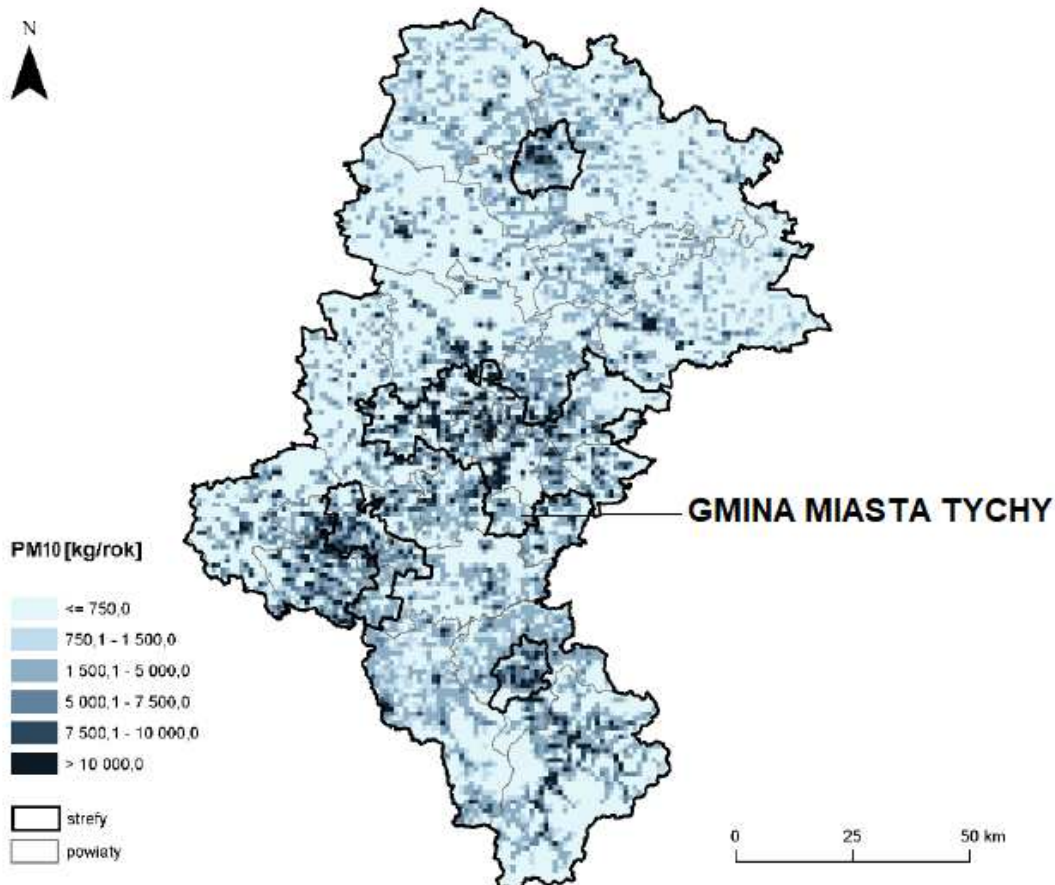 N
GMINA MIASTA TYCHY
PM10 [kg/rok]
<= 750,0
750,1 - 1 500,0
1 500,1 - 5 000,0
5 000,1 - 7 500,0
7 500,1 - 10 000,0
> 10 000,0
strefy
powiaty
0 25 50 km